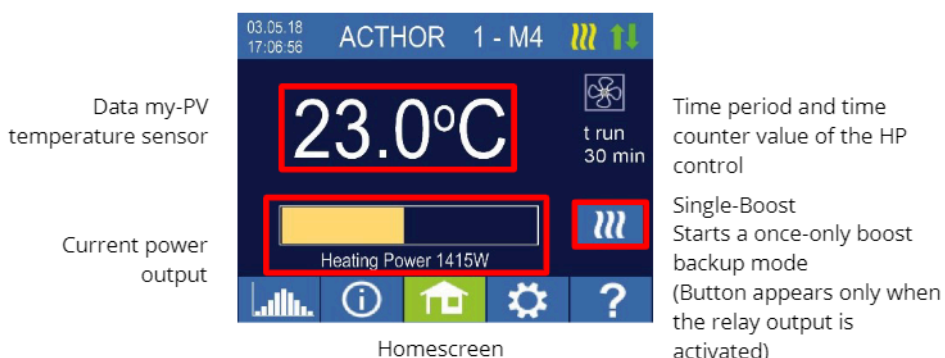 03.05.18
17:06:56
ACTHOR 1 - M4
Data my-PV
temperature sensor
23.0°C
t run
30 min
Time period and time
counter value of the HP
control
Current power
output
Heating Power 1415W
Single-Boost
Starts a once-only boost
backup mode
(Button appears only when
the relay output is
activated)
?
Homescreen